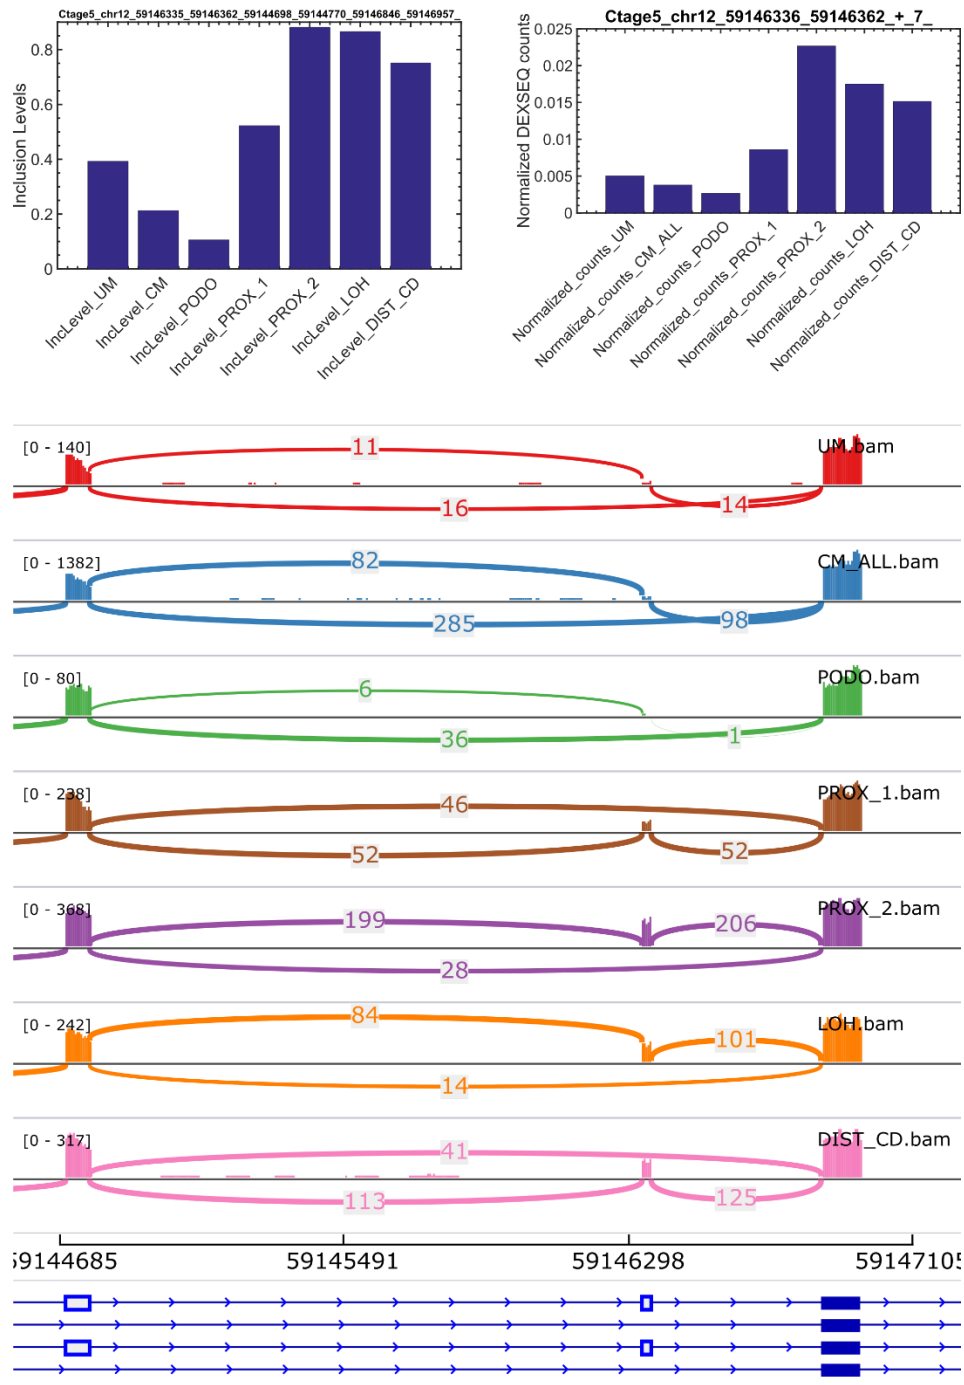 Ctage5_chr12_59146335_59146362_59144698_59144770_59146846_59146957_
Inclusion Levels
0.8
0.6
0.4
0.2
0
IncLevel_UM
IncLevel_CM
IncLevel_PODO
IncLevel_PROX_1
IncLevel_PROX_2
IncLevel_LOH
IncLevel_DIST_CD
Ctage5_chr12_59146336_59146362_+_7_
Normalized DEXSEQ counts
0.025
0.02
0.015
0.01
0.005
0
Normalized_counts_UM
Normalized_counts_CM_ALL
Normalized_counts_PODO
Normalized_counts_PROX_1
Normalized_counts_PROX_2
Normalized_counts_LOH
Normalized_counts_DIST_CD
[0 - 140] 11 UM.bam
16 14
[0 - 1382] 82 CM_ALL.bam
285 98
[0 - 80] 6 PODO.bam
36 1
[0 - 238] 46 PROX_1.bam
52 52
[0 - 368] 199 206 PROX_2.bam
28
[0 - 242] 84 101 LOH.bam
14
[0 - 317] 41 DIST_CD.bam
113 125
59144685 59145491 59146298 59147105